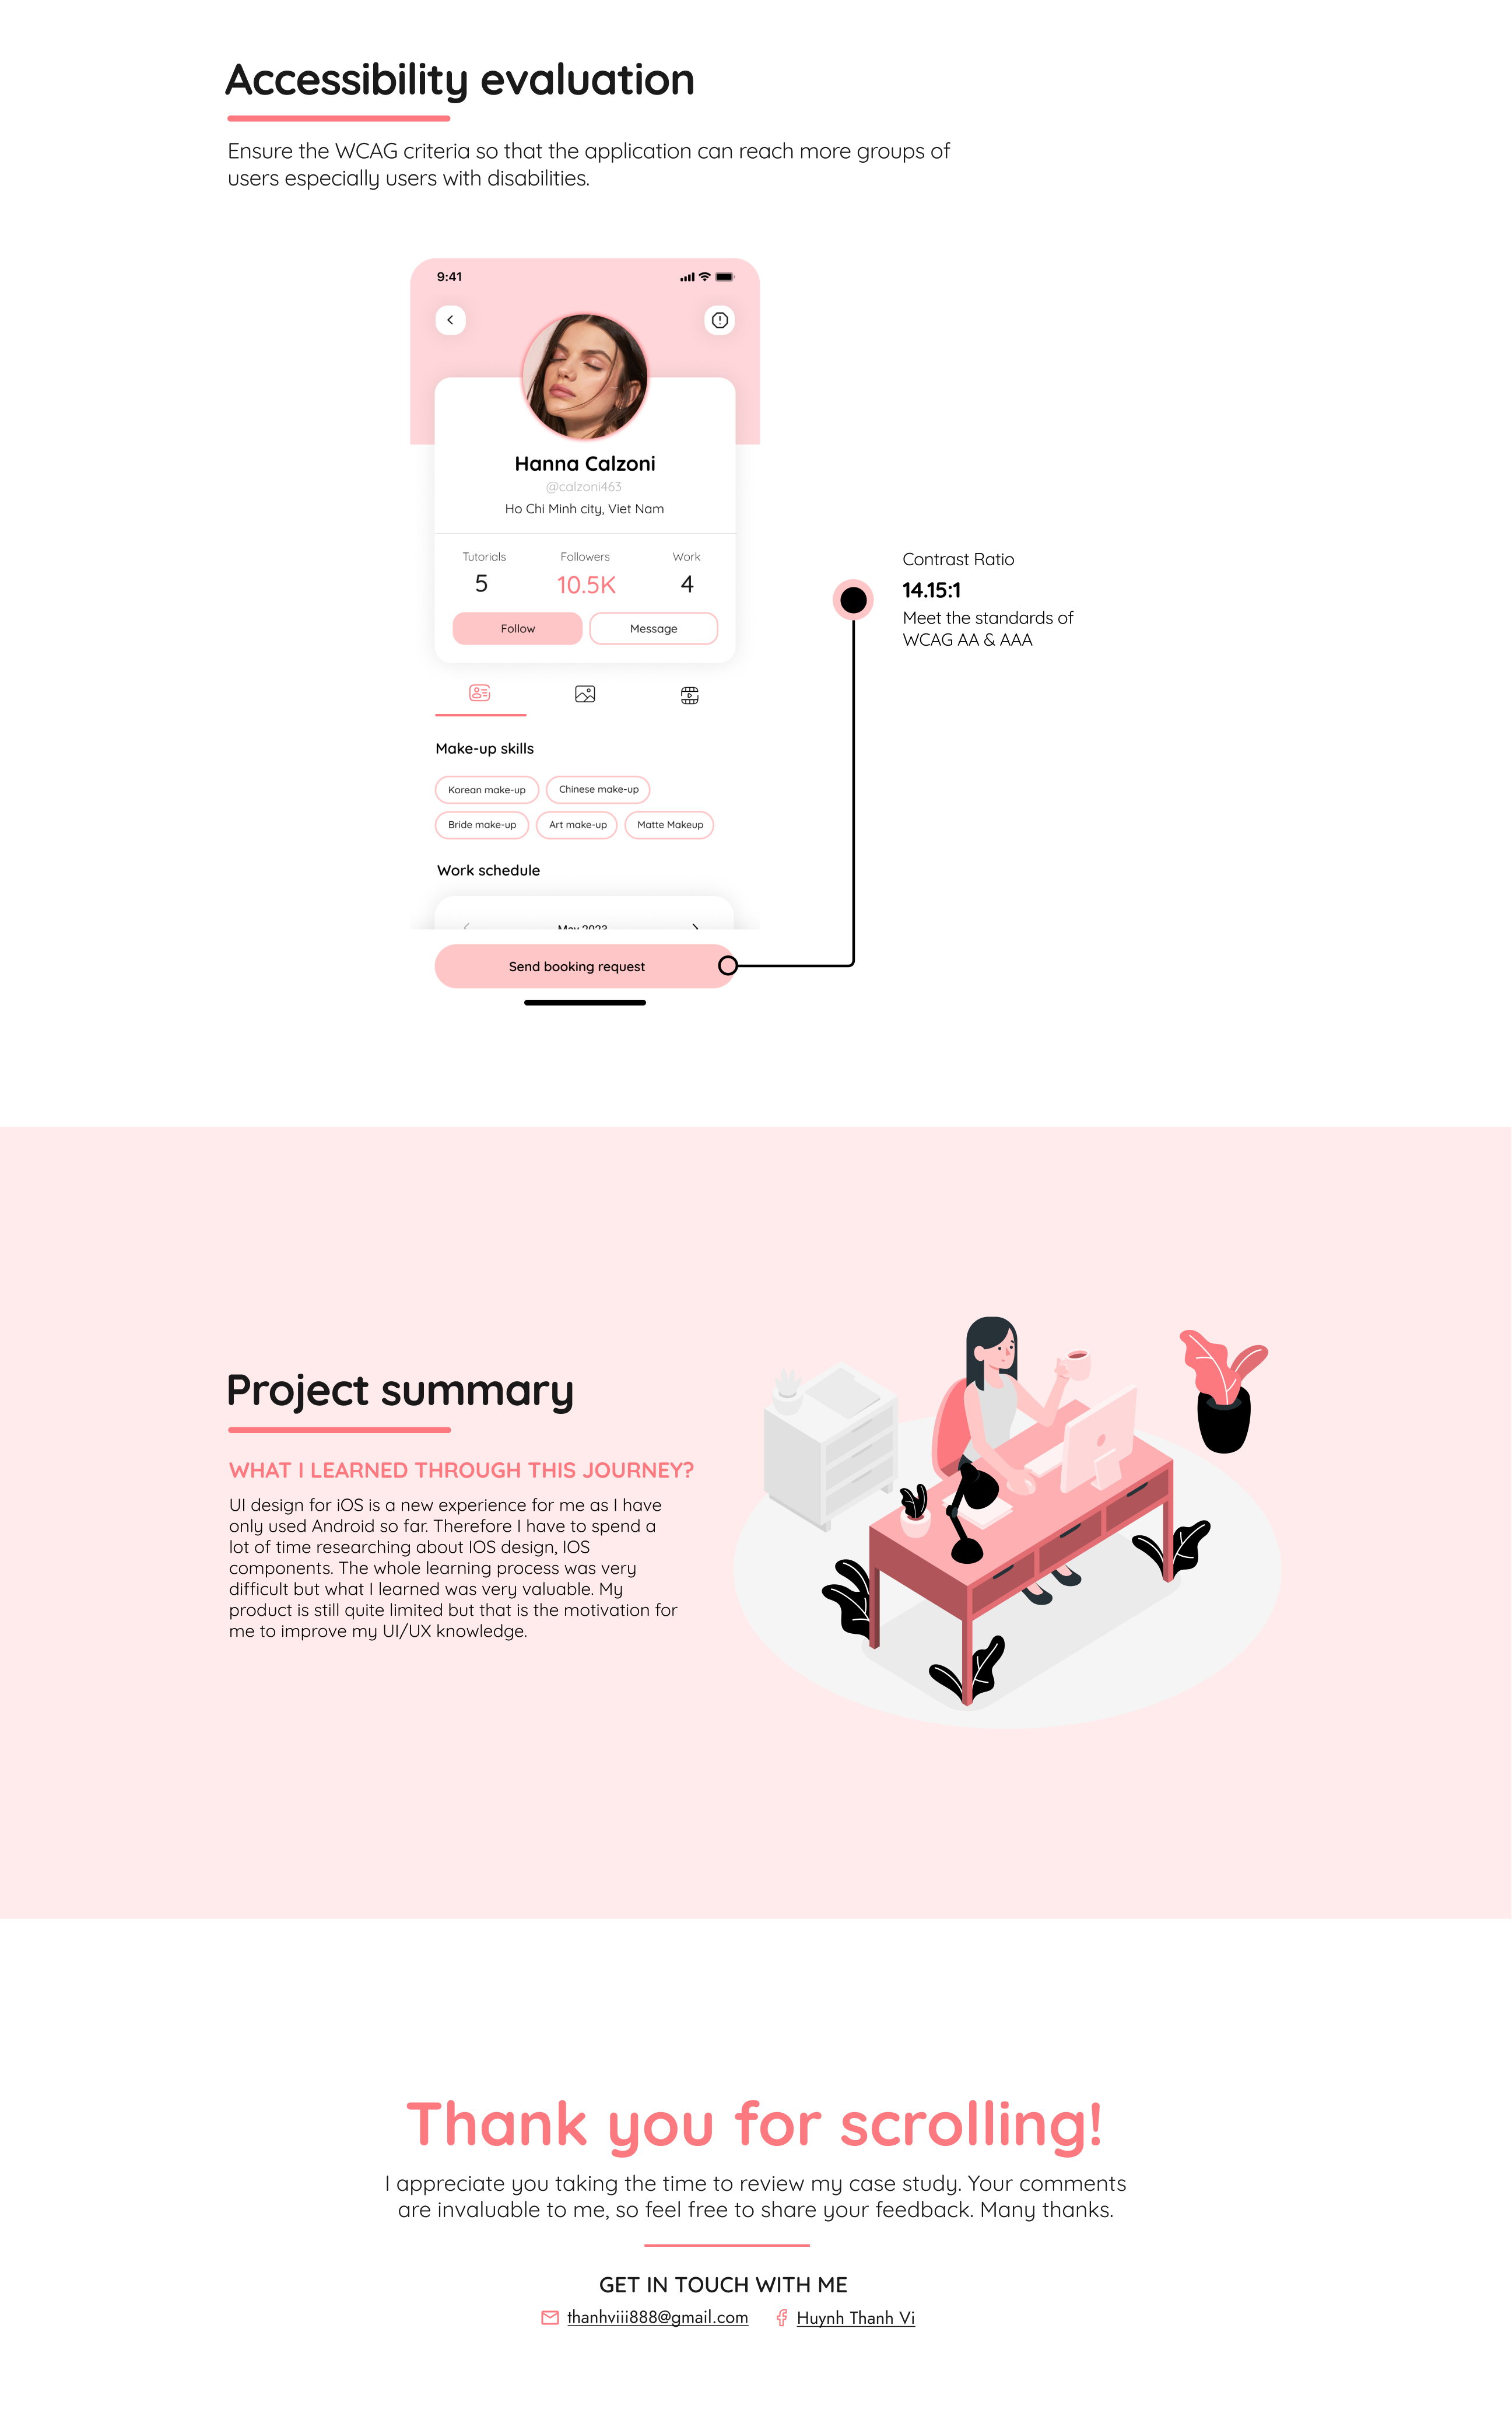 Accessibility evaluation
Ensure the WCAG criteria so that the application can reach more groups of
users especially users with disabilities.
9:41
Hanna Calzoni
@calzoni463
Ho Chi Minh city, Viet Nam
Tutorials Followers Work
5 10.5K 4
Follow Message
Contrast Ratio
14.15:1
Meet the standards of
WCAG AA & AAA
Make-up skills
Korean make-up Chinese make-up
Bride make-up Art make-up Matte Makeup
Work schedule
May 2023
Send booking request
Project summary
WHAT I LEARNED THROUGH THIS JOURNEY?
UI design for iOS is a new experience for me as I have
only used Android so far. Therefore I have to spend a
lot of time researching about IOS design, IOS
components. The whole learning process was very
difficult but what I learned was very valuable. My
product is still quite limited but that is the motivation for
me to improve my UI/UX knowledge.
Thank you for scrolling!
I appreciate you taking the time to review my case study. Your comments
are invaluable to me, so feel free to share your feedback. Many thanks.
GET IN TOUCH WITH ME
thanhviii888@gmail.com Huynh Thanh Vi